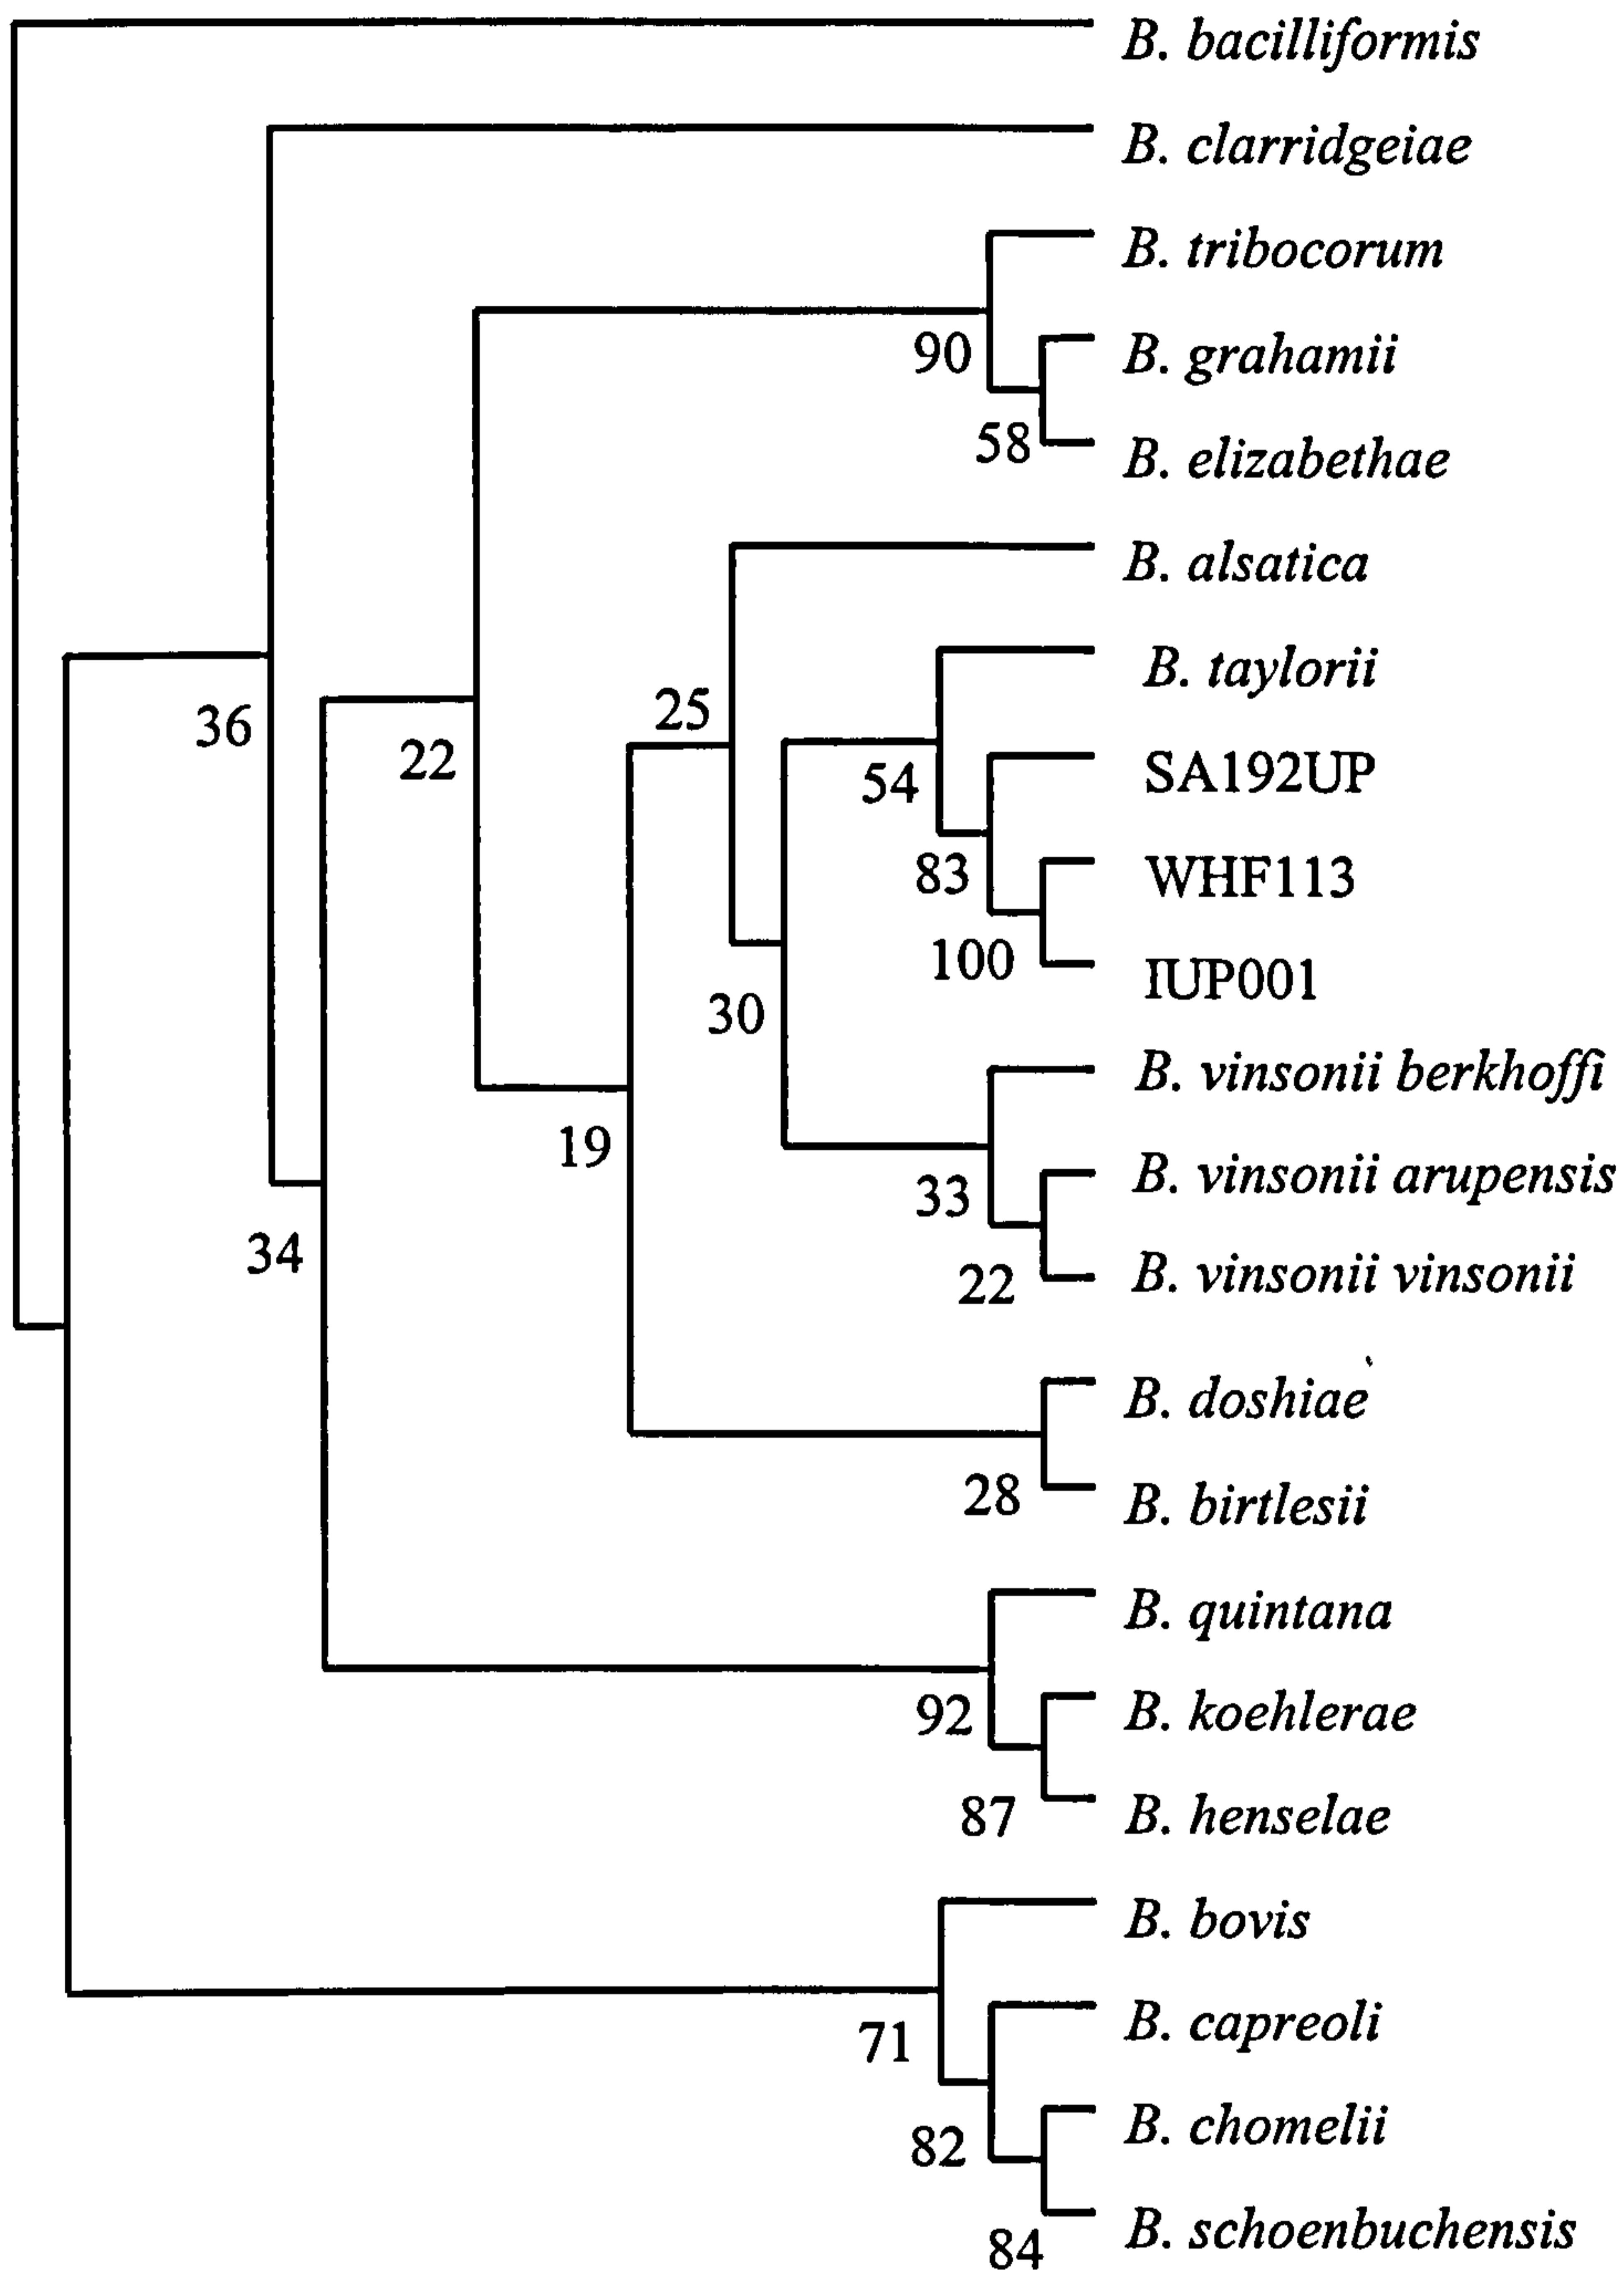 B. bacilliformis
B. clarridgeiae
B. tribocorum
90
B. grahamii
58
B. elizabethae
B. alsatica
B. taylorii
25
36
22
54
SA192UP
83
WHF113
100
IUP001
30
B. vinsonii berkhoffi
19
33
B. vinsonii arupensis
34
22
B. vinsonii vinsonii
B. doshiae
28
B. birtlesii
B. quintana
92
B. koehlerae
87
B. henselae
B. bovis
71
B. capreoli
82
B. chomelii
84
B. schoenbuchensis